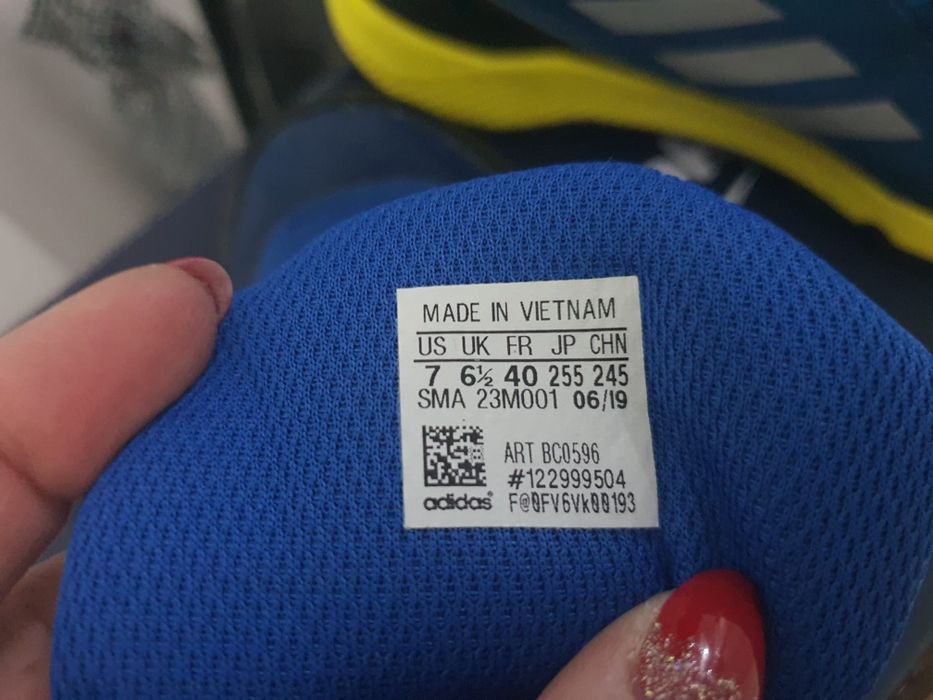 MADE IN VIETNAM
US UK FR JP CHN
7 6½ 40 255 245
SMA 23M001 06/19
ART BC0596
#122999504
adidas® F@0FV6Vk00193